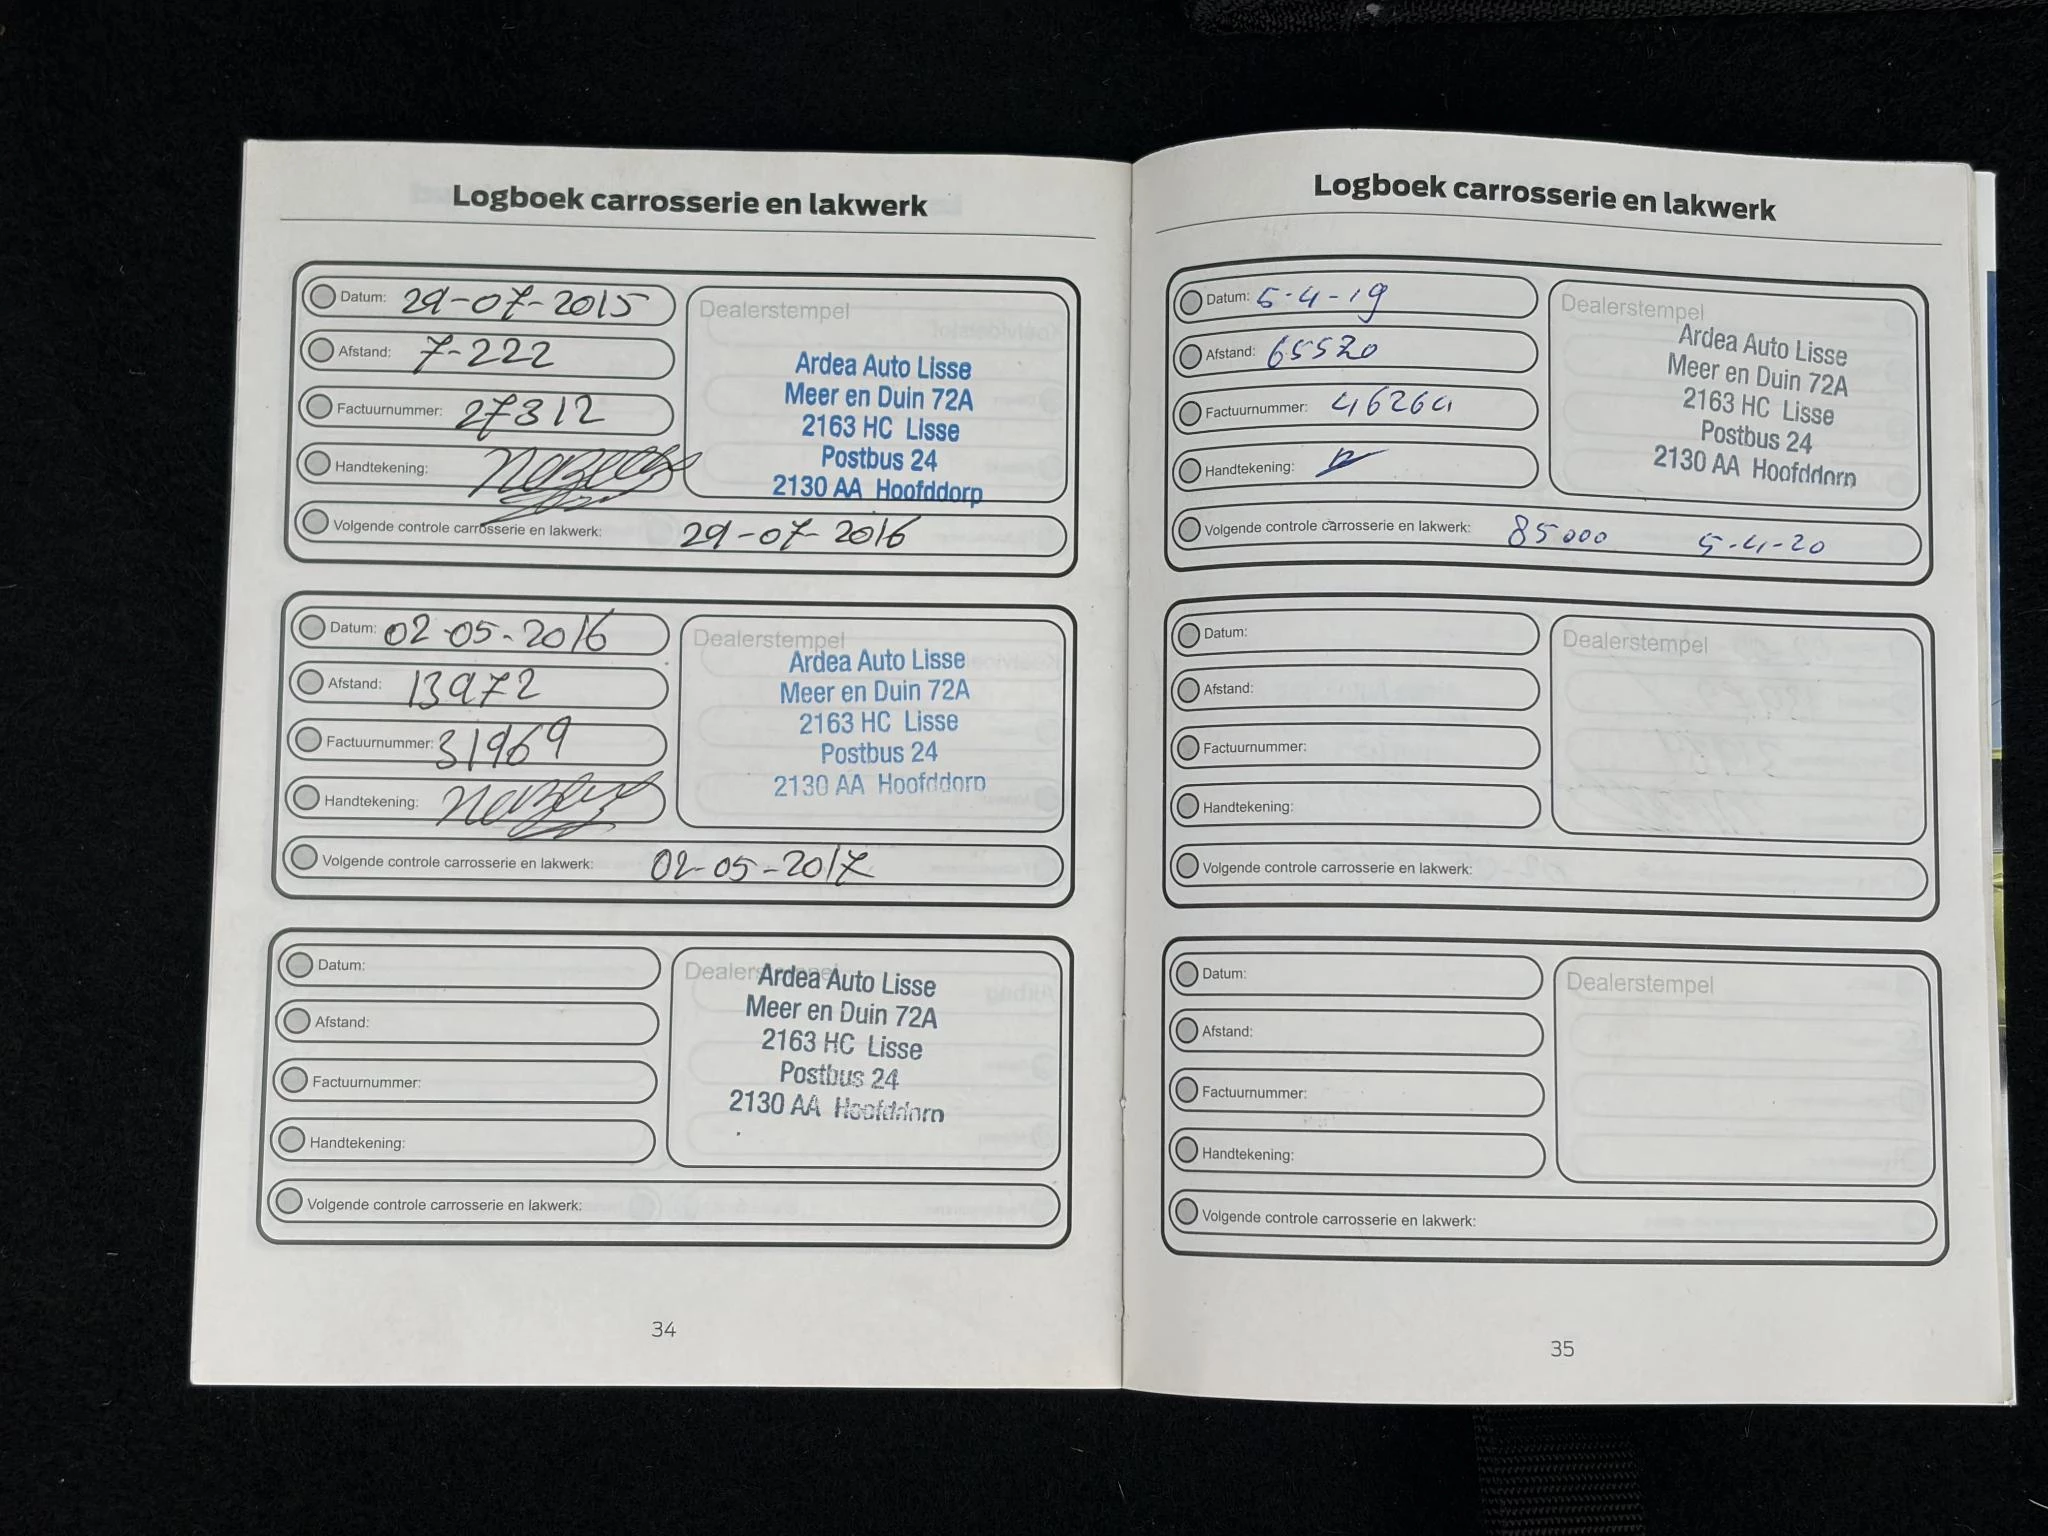 Logboek carrosserie en lakwerk
Datum: 29-07-2015
Afstand: 7-222
Factuurnummer: 27312
Handtekening:
Dealerstempel
Ardea Auto Lisse
Meer en Duin 72A
2163 HC Lisse
Postbus 24
2130 AA Hoofddorp
Volgende controle carrosserie en lakwerk: 29-07-2016
Datum: 02-05-2016
Afstand: 13972
Factuurnummer: 31969
Handtekening:
Dealerstempel
Ardea Auto Lisse
Meer en Duin 72A
2163 HC Lisse
Postbus 24
2130 AA Hoofddorp
Volgende controle carrosserie en lakwerk: 02-05-2017
Datum:
Afstand:
Factuurnummer:
Handtekening:
Dealerstempel
Ardea Auto Lisse
Meer en Duin 72A
2163 HC Lisse
Postbus 24
2130 AA Hoofddorp
Volgende controle carrosserie en lakwerk:
34
Logboek carrosserie en lakwerk
Datum: 5-4-19
Afstand: 65520
Factuurnummer: 46264
Handtekening:
Dealerstempel
Ardea Auto Lisse
Meer en Duin 72A
2163 HC Lisse
Postbus 24
2130 AA Hoofddorp
Volgende controle carrosserie en lakwerk: 85000 5-4-20
Datum:
Afstand:
Factuurnummer:
Handtekening:
Dealerstempel
Volgende controle carrosserie en lakwerk:
Datum:
Afstand:
Factuurnummer:
Handtekening:
Dealerstempel
Volgende controle carrosserie en lakwerk:
35